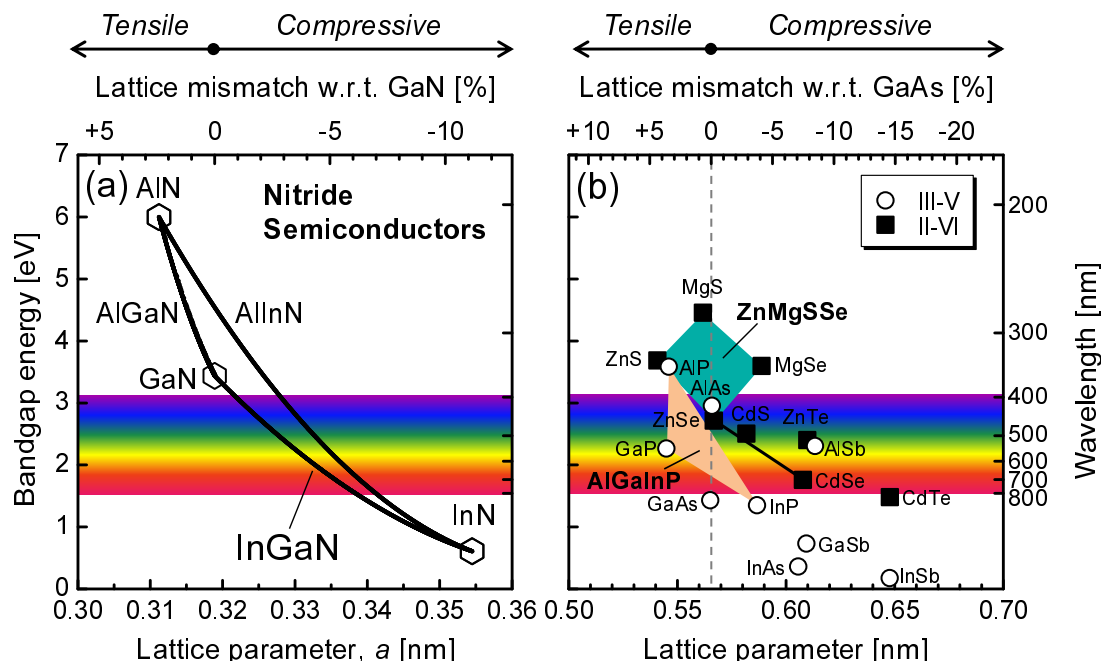 Tensile Compressive
Lattice mismatch w.r.t. GaN [%]
+5 0 -5 -10
7
6
5
4
3
2
1
0
Bandgap energy [eV]
(a)
Nitride
Semiconductors
AlN
AlGaN
AlInN
GaN
InGaN
InN
0.30 0.32 0.33 0.34 0.35 0.36
0.31
Lattice parameter, a [nm]
Tensile Compressive
Lattice mismatch w.r.t. GaAs [%]
+10 +5 0 -5 -10 -15 -20
(b)
III-V
II-VI
MgS
ZnMgSSe
ZnS
AlP
MgSe
AlAs
ZnSe
CdS
ZnTe
GaP
AlSb
AlGaInP
CdSe
GaAs
InP
CdTe
GaSb
InAs
InSb
200
300
400
500
600
700
800
Wavelength [nm]
0.50 0.55 0.60 0.65 0.70
Lattice parameter [nm]